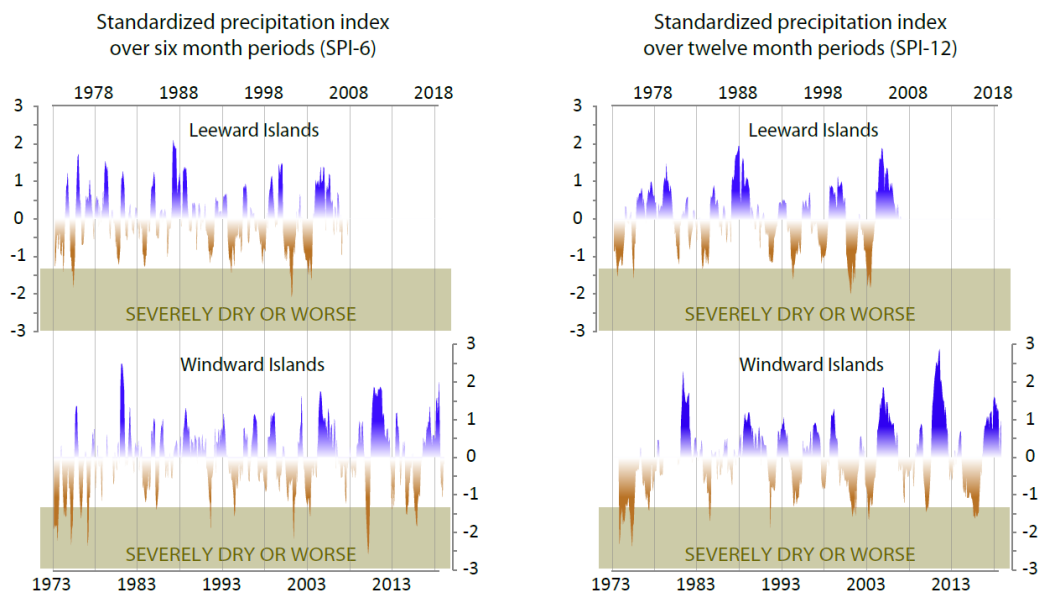 Standardized precipitation index
over six month periods (SPI-6)
1978 1988 1998 2008 2018
3
Leeward Islands
2
1
0
-1
-2
SEVERELY DRY OR WORSE
-3
3
Windward Islands
2
1
0
-1
-2
SEVERELY DRY OR WORSE
-3
1973 1983 1993 2003 2013
Standardized precipitation index
over twelve month periods (SPI-12)
1978 1988 1998 2008 2018
3
Leeward Islands
2
1
0
-1
-2
SEVERELY DRY OR WORSE
-3
3
Windward Islands
2
1
0
-1
-2
SEVERELY DRY OR WORSE
-3
1973 1983 1993 2003 2013